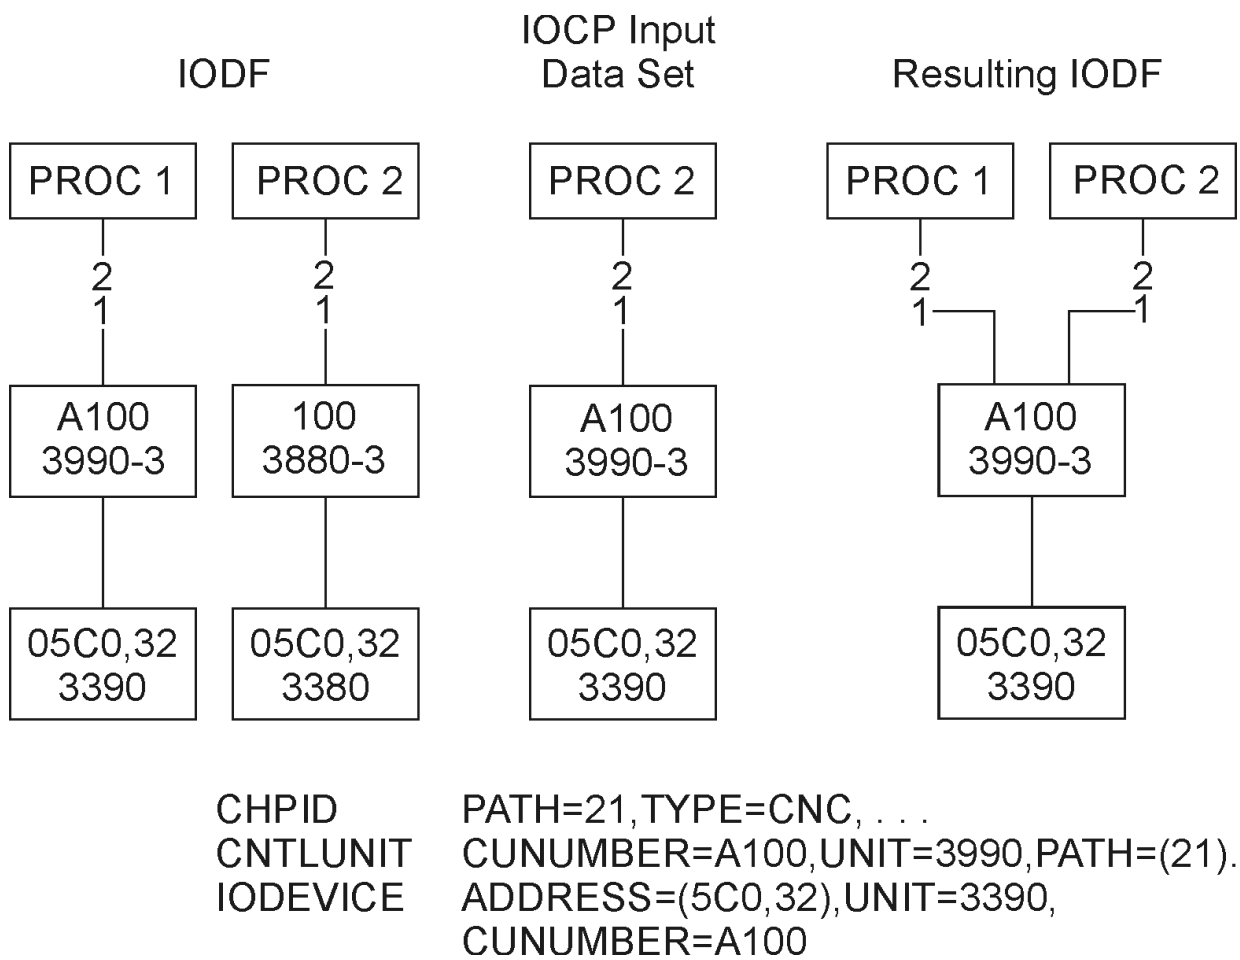 IODF
IOCP Input
Data Set
Resulting IODF
PROC 1
PROC 2
PROC 2
PROC 1
PROC 2
2
1
2
1
2
1
2
1
2
1
A100
3990-3
100
3880-3
A100
3990-3
A100
3990-3
05C0,32
3390
05C0,32
3380
05C0,32
3390
05C0,32
3390
CHPID PATH=21,TYPE=CNC, . . .
CNTLUNIT CUNUMBER=A100,UNIT=3990,PATH=(21).
IODEVICE ADDRESS=(5C0,32),UNIT=3390,
CUNUMBER=A100